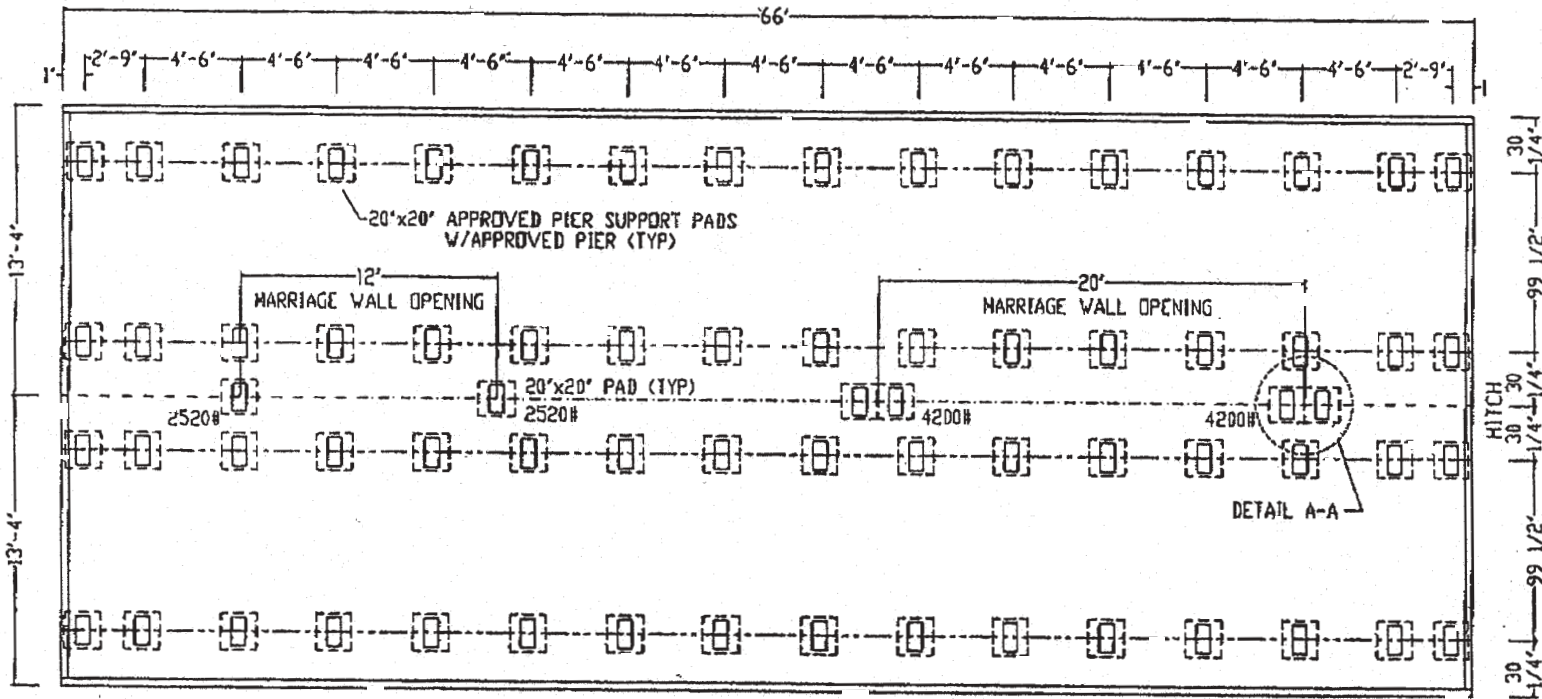 66'
1' 2'-9" 4'-6" 4'-6" 4'-6" 4'-6" 4'-6" 4'-6" 4'-6" 4'-6" 4'-6" 4'-6" 4'-6" 4'-6" 4'-6" 2'-9" 1
13'-4"
30 1/4"
20"x20" APPROVED PIER SUPPORT PADS
W/APPROVED PIER (TYP)
99 1/2"
12'
MARRIAGE WALL OPENING
20'
MARRIAGE WALL OPENING
20"x20" PAD (TYP)
2520#
2520#
4200#
4200#
30 1/4"
HITCH
30 1/4"
DETAIL A-A
13'-4"
99 1/2"
30 1/4"